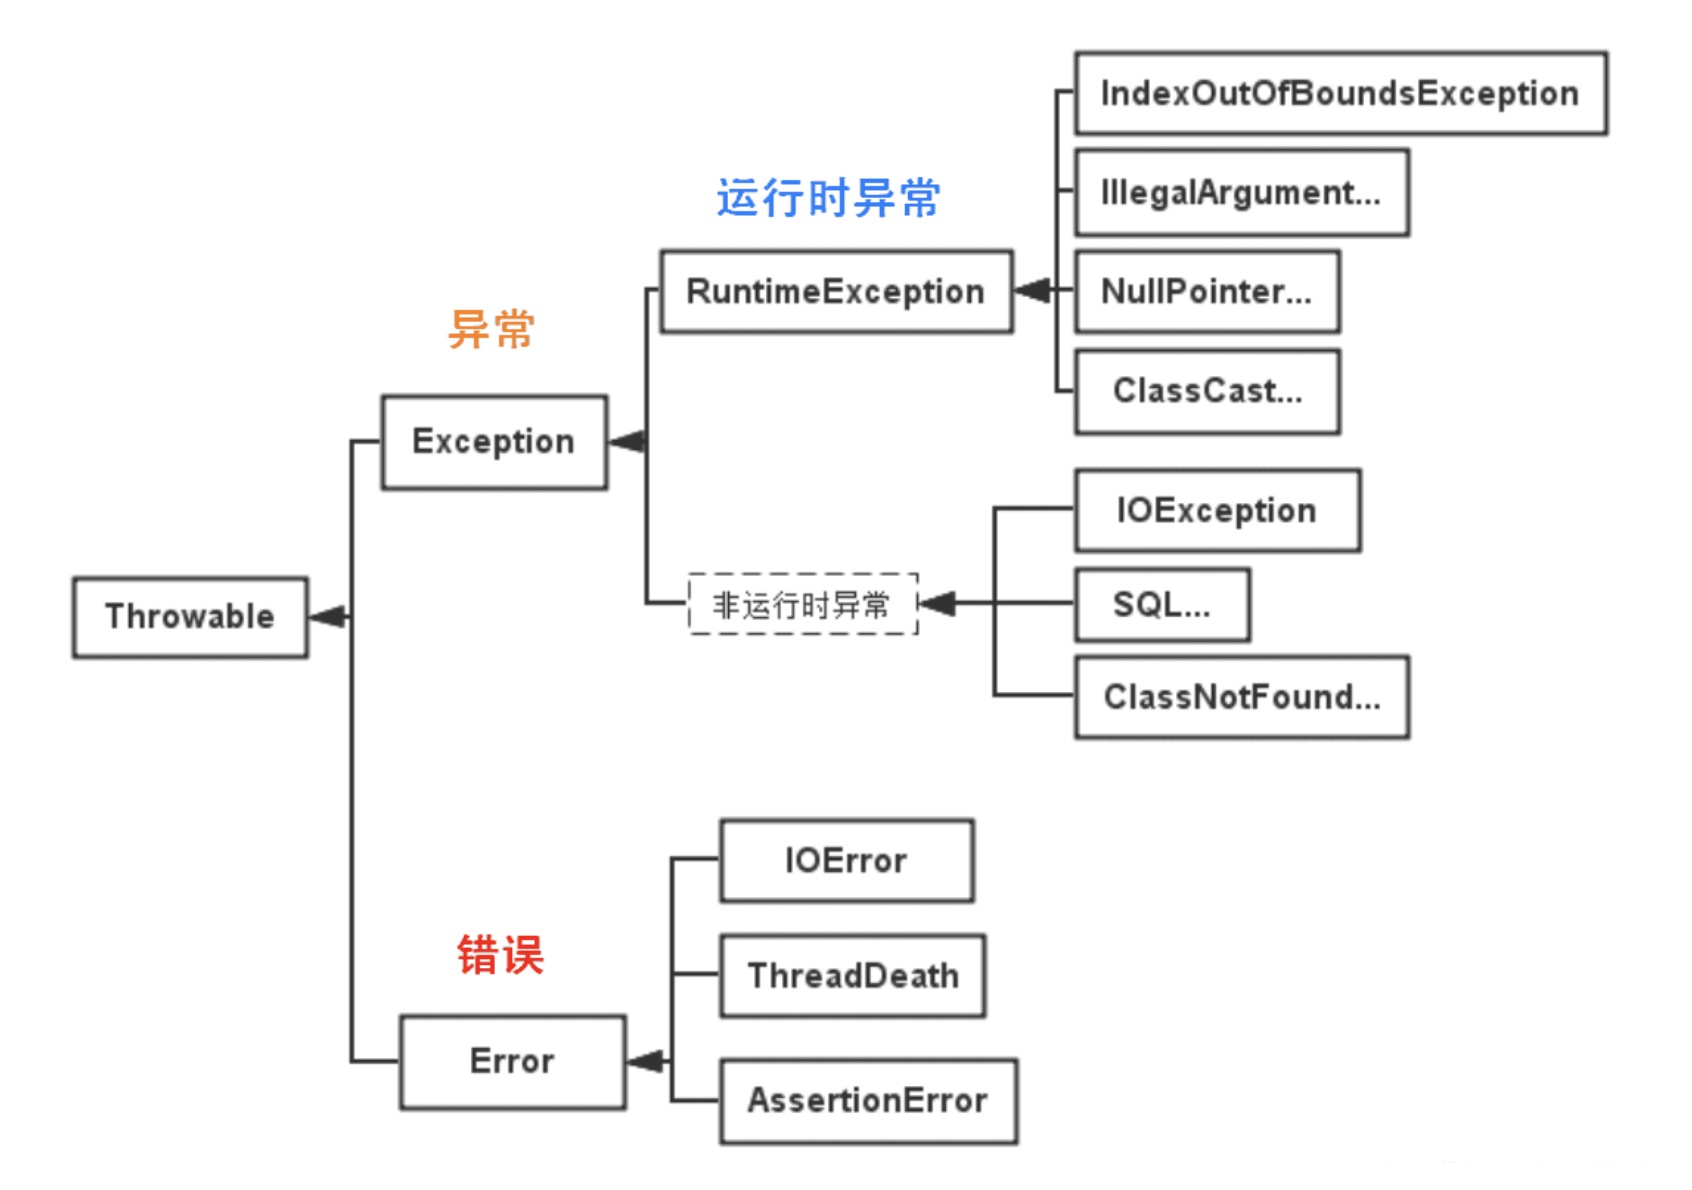 IndexOutOfBoundsException
运行时异常
IllegalArgument...
RuntimeException
NullPointer...
异常
ClassCast...
Exception
IOException
Throwable
非运行时异常
SQL...
ClassNotFound...
IOError
错误
ThreadDeath
Error
AssertionError